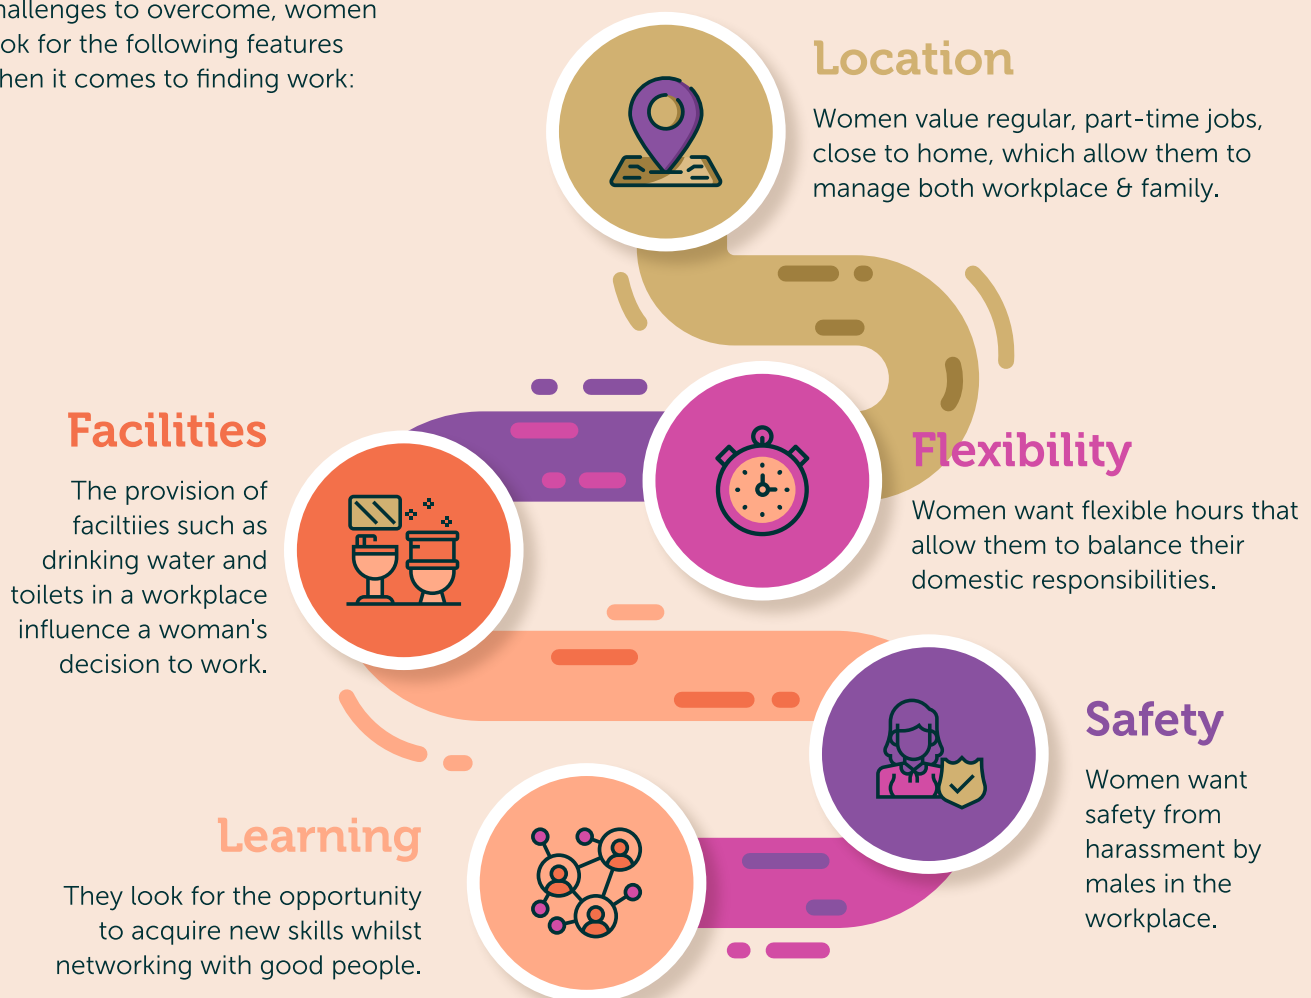 hallenges to overcome, women
ok for the following features
hen it comes to finding work:
Location
Women value regular, part-time jobs,
close to home, which allow them to
manage both workplace & family.
Flexibility
Women want flexible hours that
allow them to balance their
domestic responsibilities.
Facilities
The provision of
faciltiies such as
drinking water and
toilets in a workplace
influence a woman's
decision to work.
Safety
Women want
safety from
harassment by
males in the
workplace.
Learning
They look for the opportunity
to acquire new skills whilst
networking with good people.